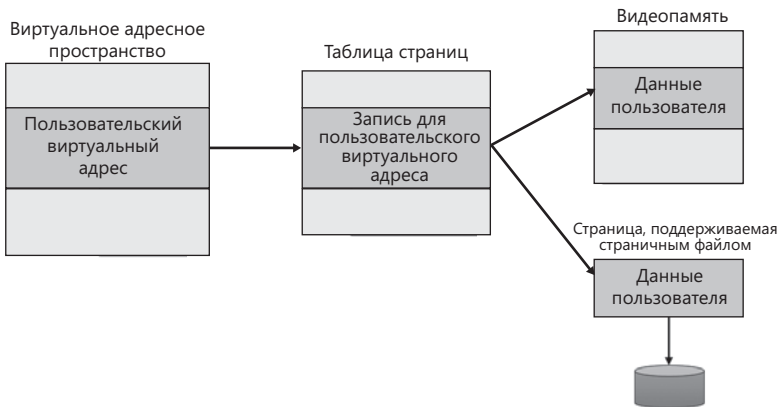 Виртуальное адресное
пространство
Пользовательский
виртуальный
адрес
Таблица страниц
Запись для
пользовательского
виртуального
адреса
Видеопамять
Данные
пользователя
Страница, поддерживаемая
страничным файлом
Данные
пользователя